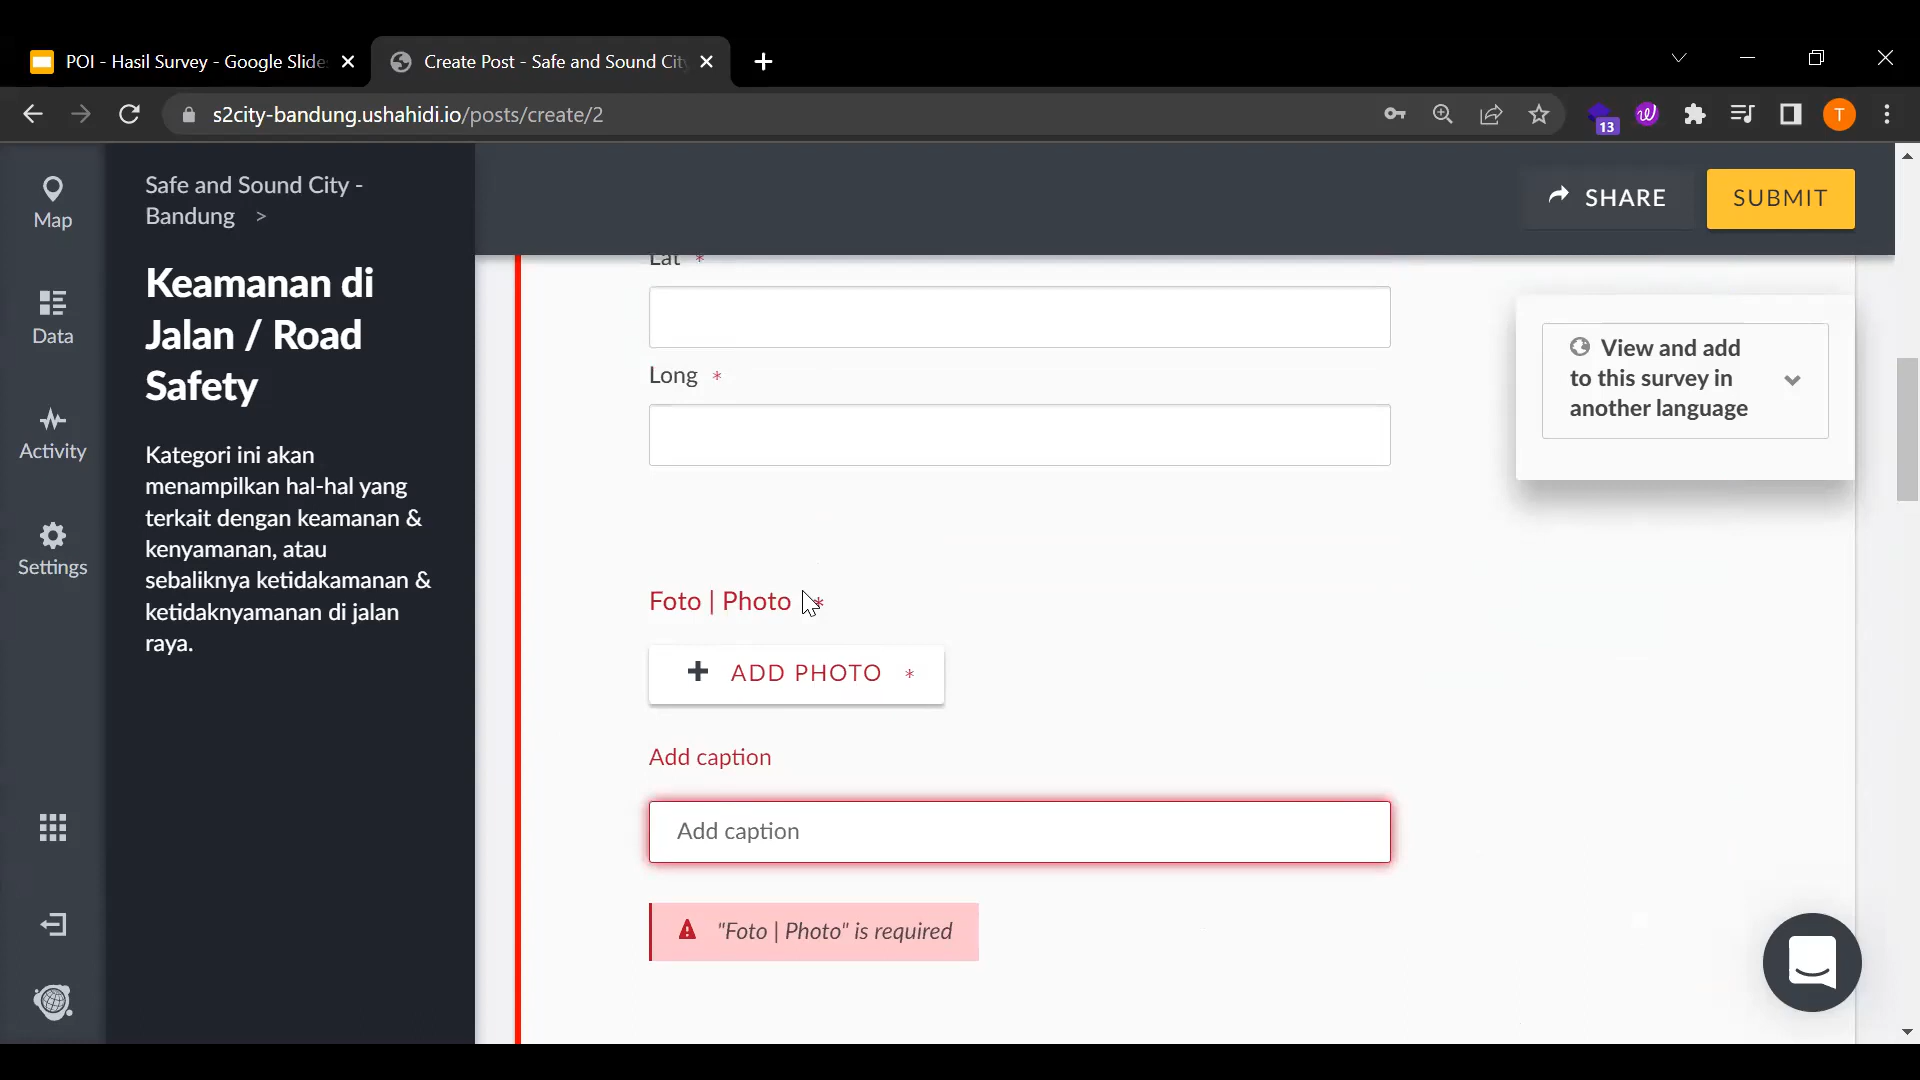 POI - Hasil Survey - Google Slide
Create Post - Safe and Sound Cit
s2city-bandung.ushahidi.io/posts/create/2
13
T
Map
Data
Activity
Settings
Safe and Sound City -
Bandung >
Keamanan di
Jalan / Road
Safety
Kategori ini akan
menampilkan hal-hal yang
terkait dengan keamanan &
kenyamanan, atau
sebaliknya ketidakamanan &
ketidaknyamanan di jalan
raya.
SHARE
SUBMIT
Lat *
Long *
Foto | Photo *
+ ADD PHOTO *
Add caption
Add caption
"Foto | Photo" is required
View and add
to this survey in
another language